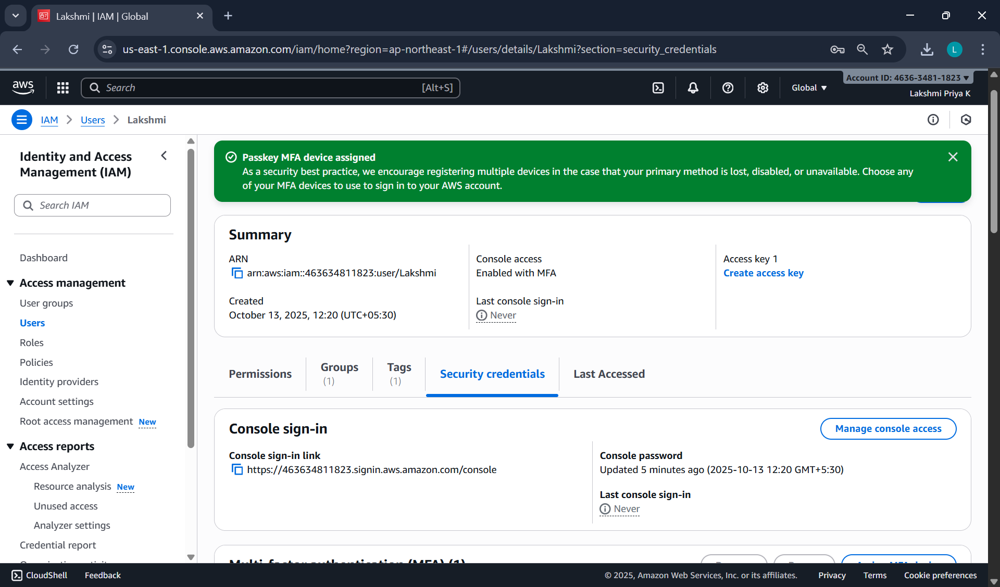 Lakshmi | IAM | Global
us-east-1.console.aws.amazon.com/iam/home?region=ap-northeast-1#/users/details/Lakshmi?section=security_credentials
L
aws
Search
[Alt+S]
Global ▼
Account ID: 4636-3481-1823 ▼
Lakshmi Priya K
IAM > Users > Lakshmi
Identity and Access
Management (IAM)
Search IAM
Dashboard
Access management
User groups
Users
Roles
Policies
Identity providers
Account settings
Root access management New
Access reports
Access Analyzer
Resource analysis New
Unused access
Analyzer settings
Credential report
Passkey MFA device assigned
As a security best practice, we encourage registering multiple devices in the case that your primary method is lost, disabled, or unavailable. Choose any
of your MFA devices to use to sign in to your AWS account.
Summary
ARN
arn:aws:iam::463634811823:user/Lakshmi
Created
October 13, 2025, 12:20 (UTC+05:30)
Console access
Enabled with MFA
Last console sign-in
Never
Access key 1
Create access key
Permissions
Groups
(1)
Tags
(1)
Security credentials
Last Accessed
Console sign-in
Manage console access
Console sign-in link
https://463634811823.signin.aws.amazon.com/console
Console password
Updated 5 minutes ago (2025-10-13 12:20 GMT+5:30)
Last console sign-in
Never
Multi-factor authentication (MFA) (1)
CloudShell
Feedback
© 2025, Amazon Web Services, Inc. or its affiliates.
Privacy
Terms
Cookie preferences